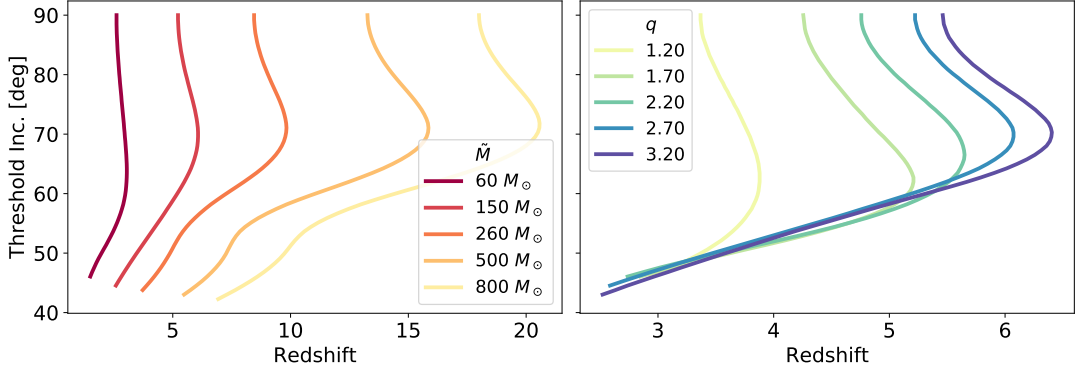 Threshold Inc. [deg]
90
80
70
60
50
40
M̃
60 M⊙
150 M⊙
260 M⊙
500 M⊙
800 M⊙
5
10
15
20
Redshift
q
1.20
1.70
2.20
2.70
3.20
3
4
5
6
Redshift